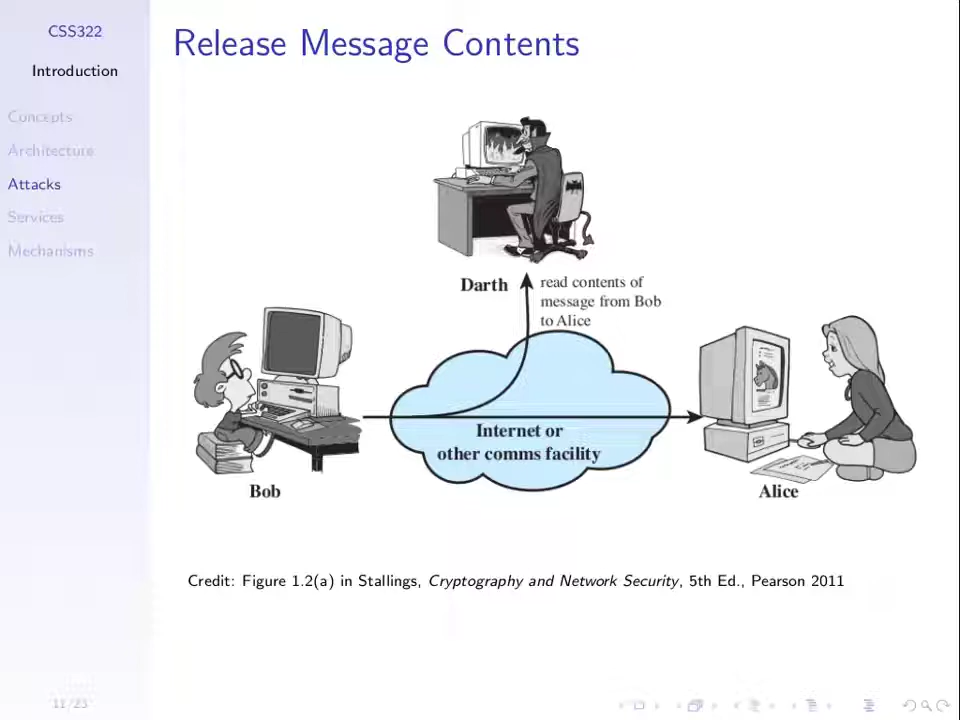 CSS322
Introduction
Concepts
Architecture
Attacks
Services
Mechanisms
Release Message Contents
Darth
read contents of
message from Bob
to Alice
Internet or
other comms facility
Bob
Alice
Credit: Figure 1.2(a) in Stallings, Cryptography and Network Security, 5th Ed., Pearson 2011
11/23